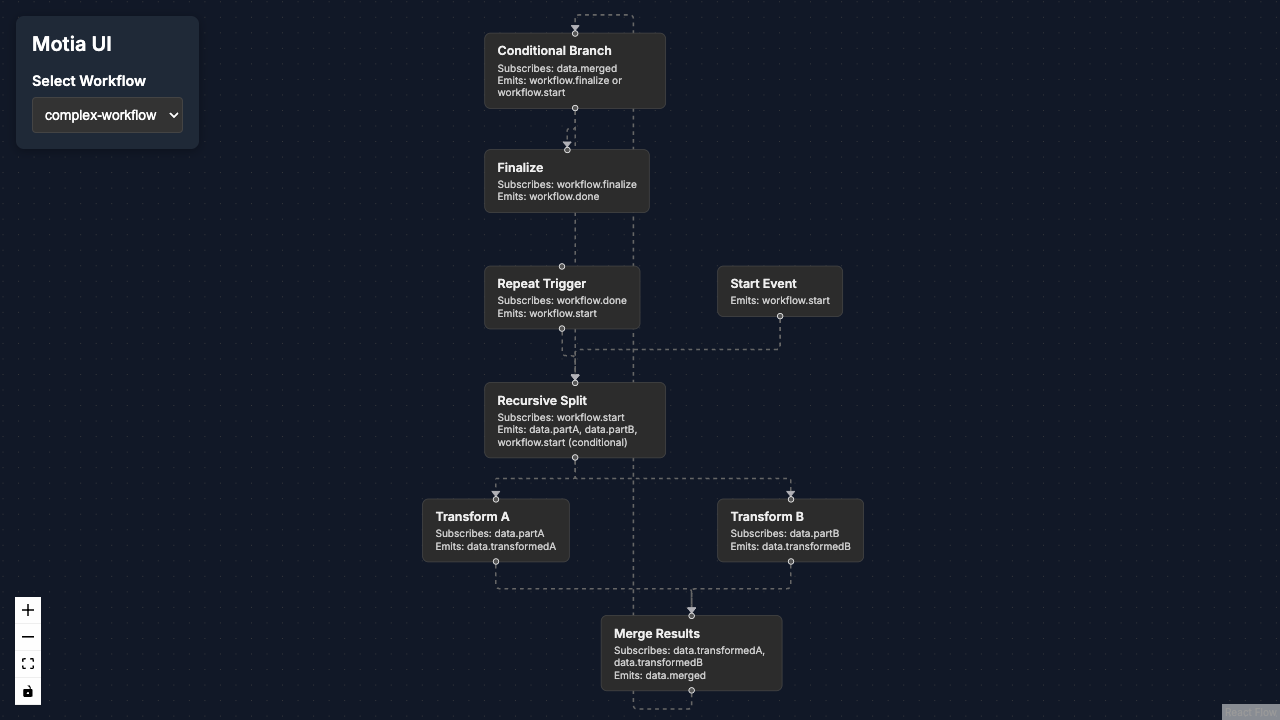 Motia UI
Select Workflow
complex-workflow
Conditional Branch
Subscribes: data.merged
Emits: workflow.finalize or
workflow.start
Finalize
Subscribes: workflow.finalize
Emits: workflow.done
Repeat Trigger
Subscribes: workflow.done
Emits: workflow.start
Start Event
Emits: workflow.start
Recursive Split
Subscribes: workflow.start
Emits: data.partA, data.partB,
workflow.start (conditional)
Transform A
Subscribes: data.partA
Emits: data.transformedA
Transform B
Subscribes: data.partB
Emits: data.transformedB
Merge Results
Subscribes: data.transformedA,
data.transformedB
Emits: data.merged
React Flow